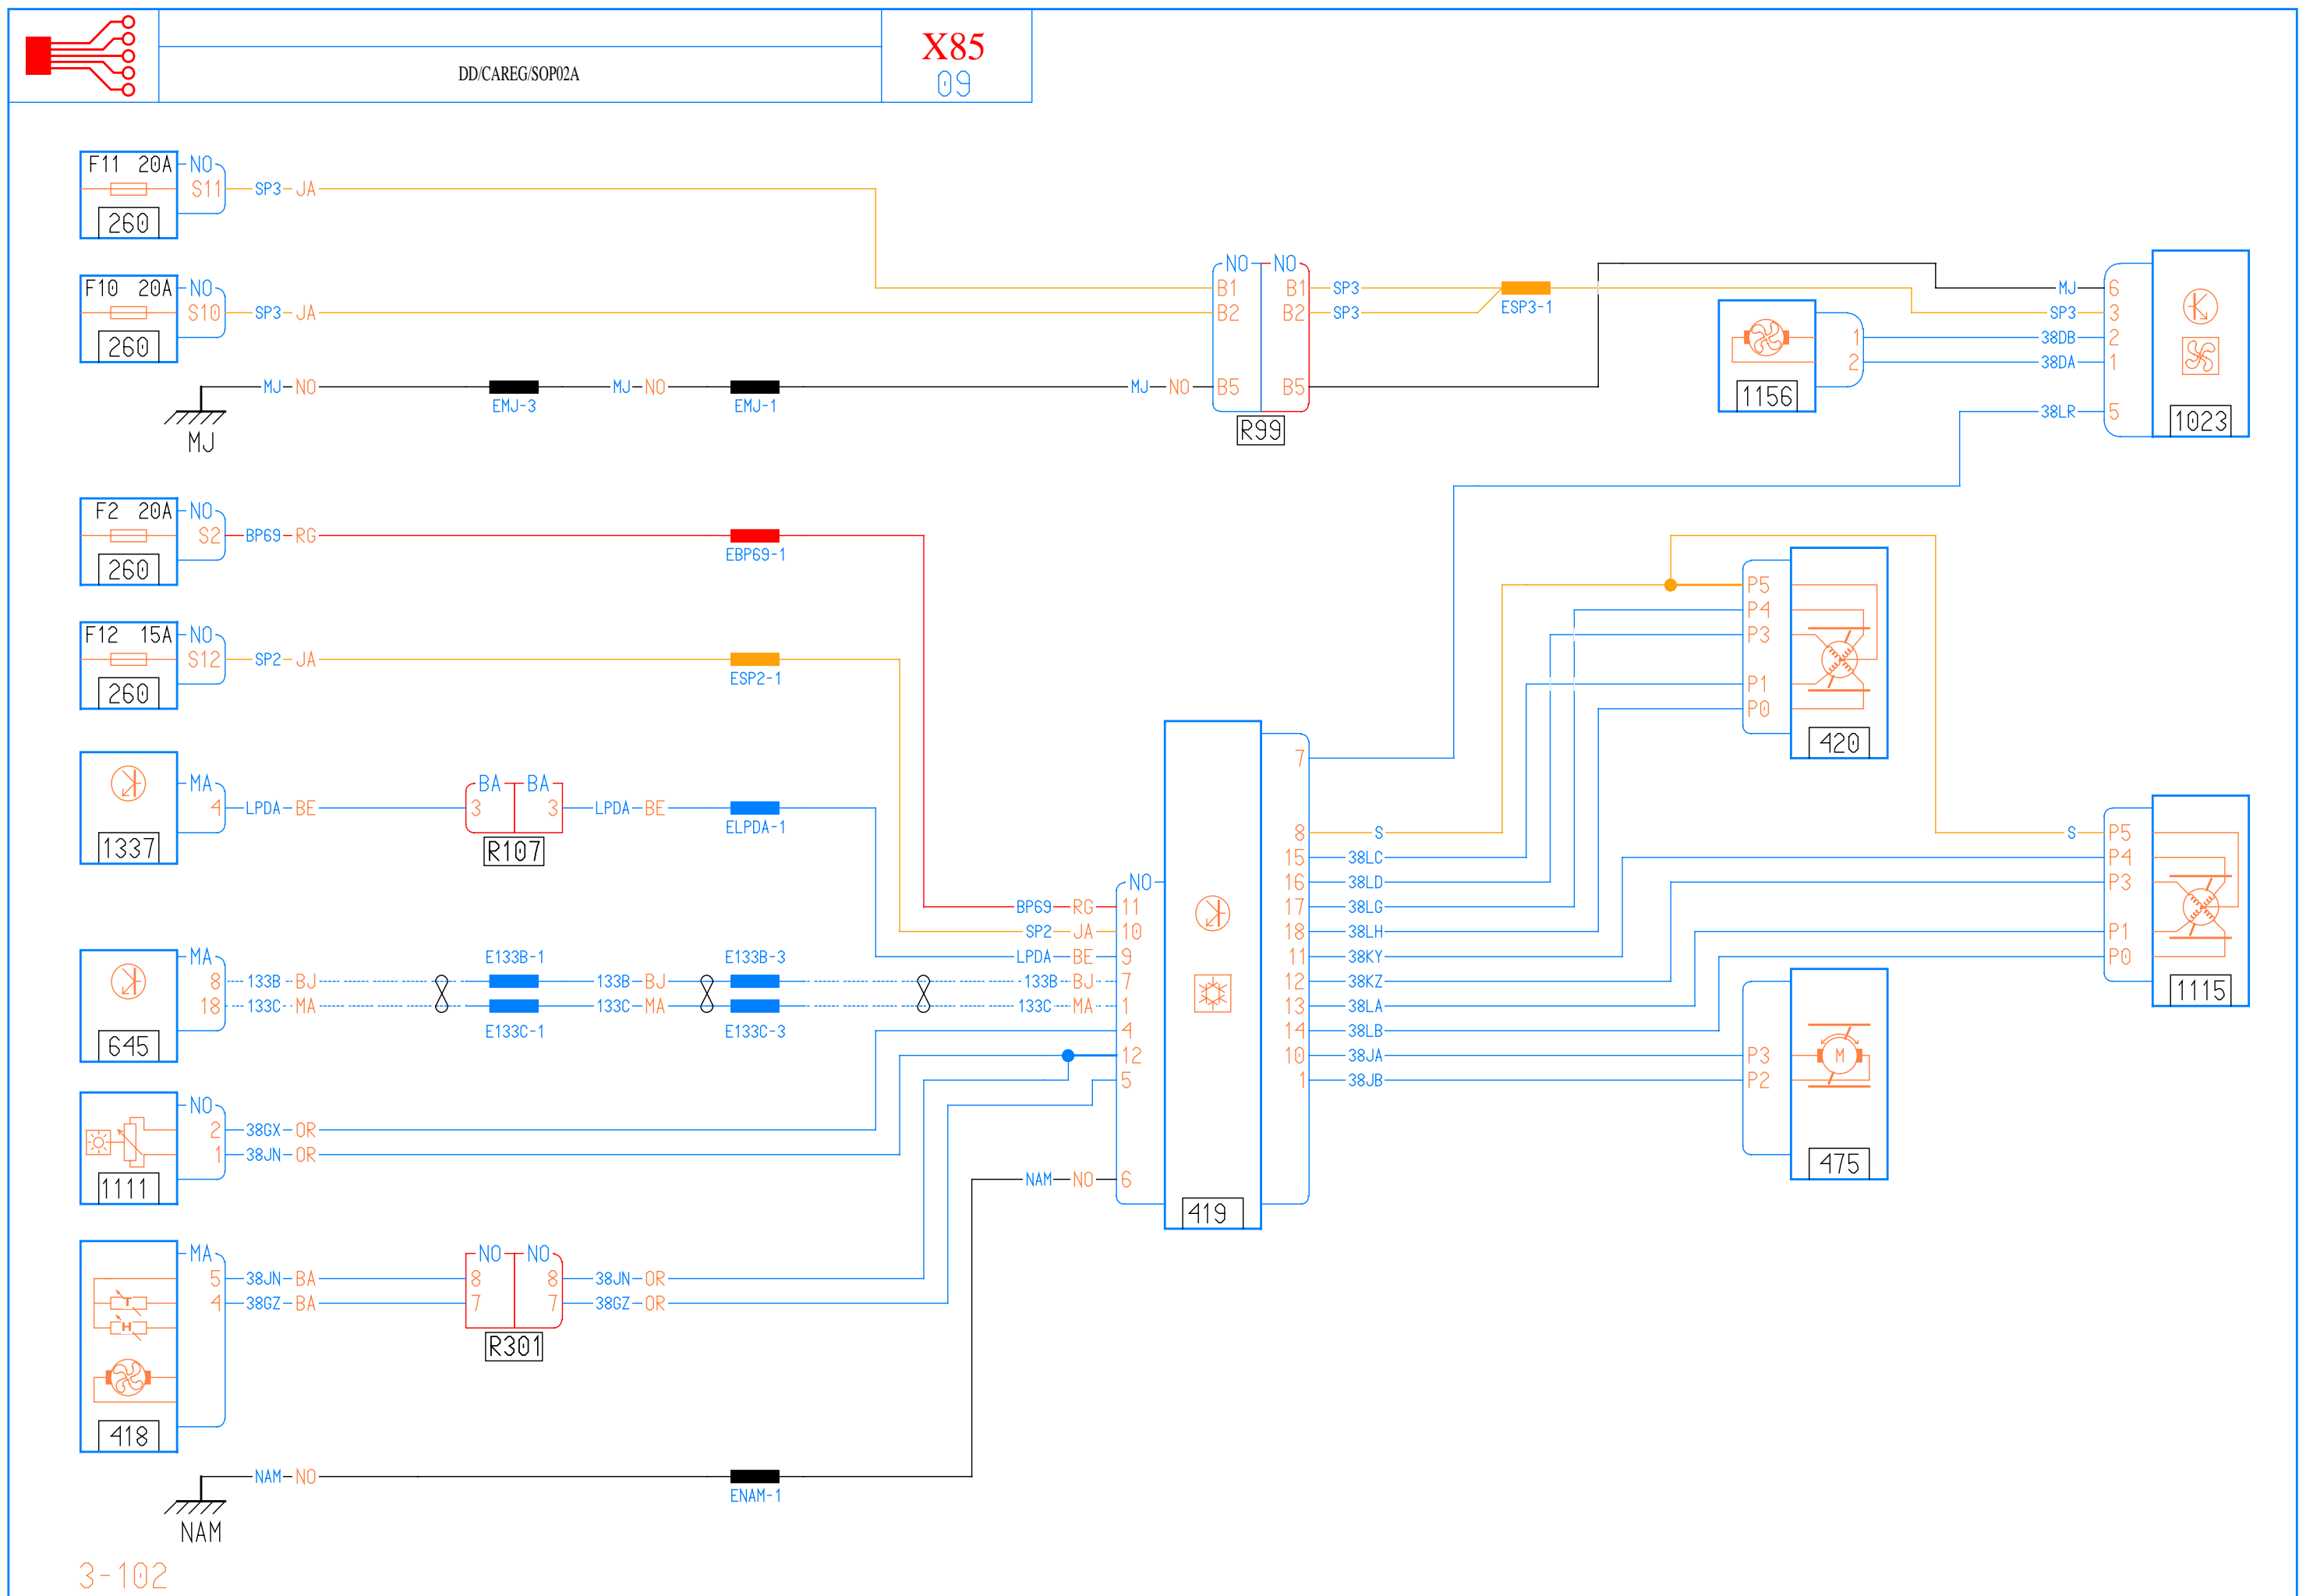 X85
DD/CAREG/SOP02A
09
F11 20A NO
S11 SP3 JA
260
F10 20A NO
S10 SP3 JA
260
MJ NO EMJ-3 MJ NO EMJ-1 MJ NO
MJ
NO NO
B1 B1 SP3
B2 B2 SP3
ESP3-1
B5 B5
R99
1
2
1156
MJ 6
SP3 3
38DB 2
38DA 1
38LR 5
1023
F2 20A NO
S2 BP69 RG
EBP69-1
260
F12 15A NO
S12 SP2 JA
ESP2-1
260
P5
P4
P3
P1
P0
420
MA
4 LPDA BE
1337
BA BA
3 3 LPDA BE
R107
ELPDA-1
S P5
P4
P3
P1
P0
1115
MA
8 133B BJ
18 133C MA
645
E133B-1 E133B-3
133B BJ
133C MA
E133C-1 E133C-3
NO
BP69 RG 11
SP2 JA 10
LPDA BE 9
133B BJ 7
133C MA 1
4
12
5
NAM NO 6
419
7
8 S
15 38LC
16 38LD
17 38LG
18 38LH
11 38KY
12 38KZ
13 38LA
14 38LB
10 38JA
1 38JB
P3
P2
M
475
NO
2 38GX OR
1 38JN OR
1111
MA
5 38JN BA
4 38GZ BA
T
H
418
NO NO
8 8 38JN OR
7 7 38GZ OR
R301
NAM NO
ENAM-1
NAM
3-102